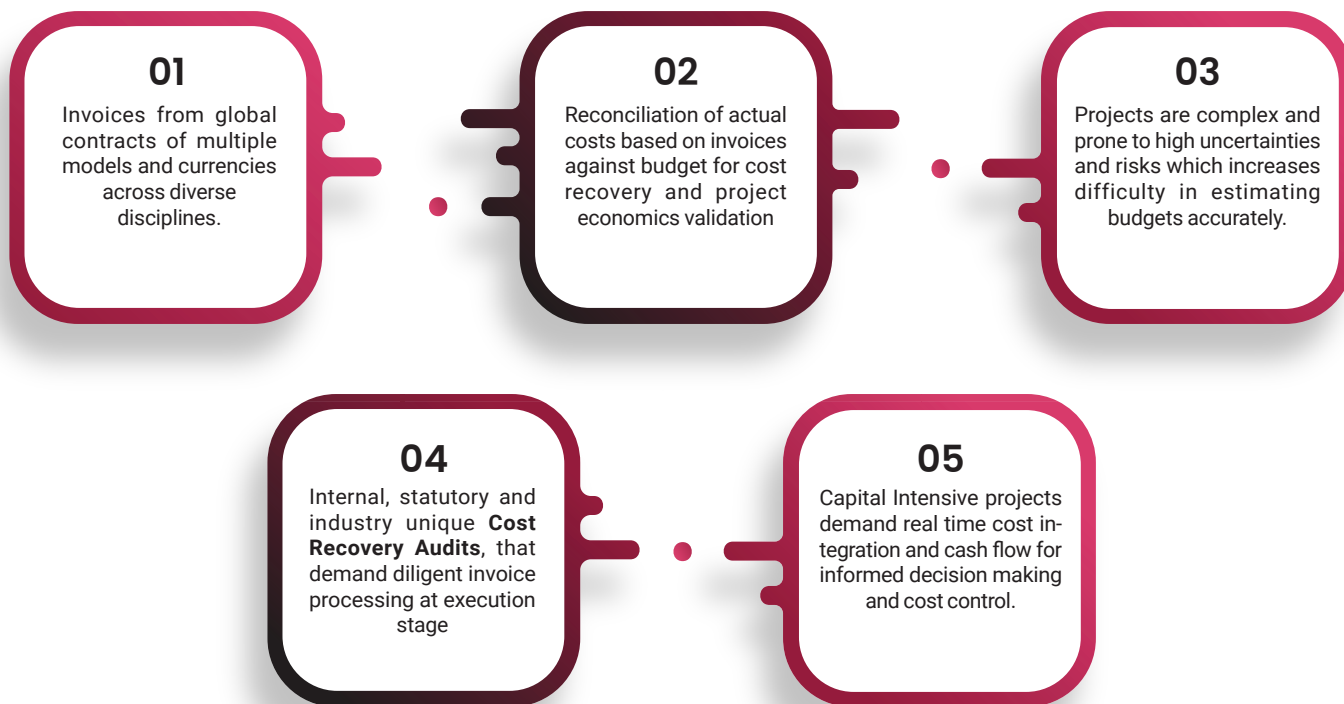 01
Invoices from global
contracts of multiple
models and currencies
across diverse
disciplines.
02
Reconciliation of actual
costs based on invoices
against budget for cost
recovery and project
economics validation
03
Projects are complex and
prone to high uncertainties
and risks which increases
difficulty in estimating
budgets accurately.
04
Internal, statutory and
industry unique Cost
Recovery Audits, that
demand diligent invoice
processing at execution
stage
05
Capital Intensive projects
demand real time cost in-
tegration and cash flow for
informed decision making
and cost control.